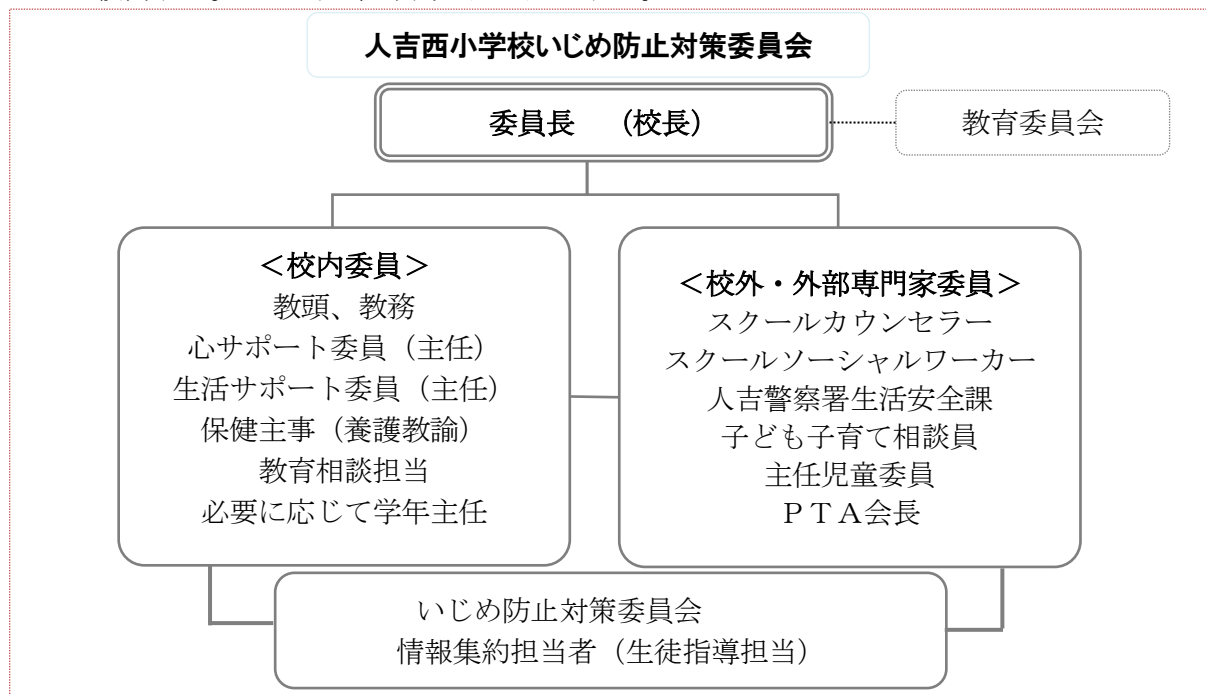 人吉西小学校いじめ防止対策委員会
委員長　（校長）
教育委員会
＜校内委員＞
教頭、教務
心サポート委員（主任）
生活サポート委員（主任）
保健主事（養護教諭）
教育相談担当
必要に応じて学年主任
＜校外・外部専門家委員＞
スクールカウンセラー
スクールソーシャルワーカー
人吉警察署生活安全課
子ども子育て相談員
主任児童委員
ＰＴＡ会長
いじめ防止対策委員会
情報集約担当者（生徒指導担当）